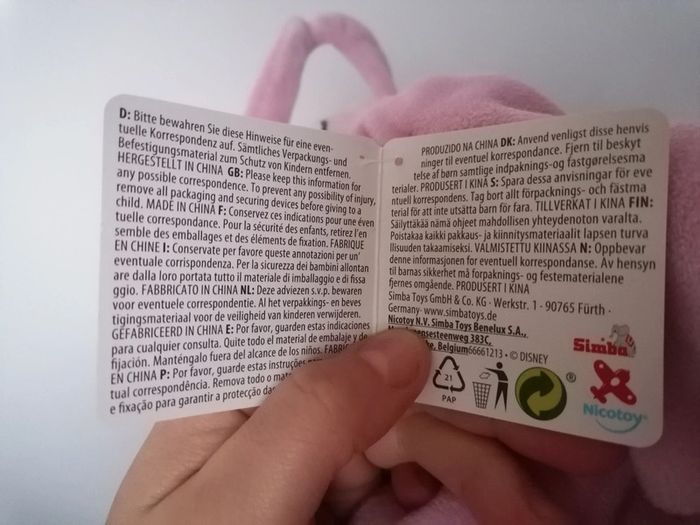 D: Bitte bewahren Sie diese Hinweise für eine even-
tuelle Korrespondenz auf. Sämtliches Verpackungs- und
Befestigungsmaterial zum Schutz von Kindern entfernen.
HERGESTELLT IN CHINA GB: Please keep this information for
any possible correspondence. To prevent any possibility of injury,
remove all packaging and securing devices before giving to a
child. MADE IN CHINA F: Conservez ces indications pour une éven
tuelle correspondance. Pour la sécurité des enfants, retirez l'en
semble des emballages et des éléments de fixation. FABRIQUE
EN CHINE I: Conservate per favore queste annotazioni per un'
eventuale corrispondenza. Per la sicurezza dei bambini allontan
are dalla loro portata tutto il materiale di imballaggio e di fissa
ggio. FABBRICATO IN CHINA NL: Deze adviezen s.v.p. bewaren
voor eventuele correspondentie. Al het verpakkings- en beves
tigingsmateriaal voor de veiligheid van kinderen verwijderen.
GEFABRICEERD IN CHINA E: Por favor, guarden estas indicaciones
para cualquier consulta. Quite todo el material de embalaje y de
fijación. Manténgalo fuera del alcance de los niños. FABRIC
EN CHINA P: Por favor, guarde estas instruções
tual correspondência. Remova todo o mat
e fixação para garantir a protecção da
PRODUZIDO NA CHINA DK: Anvend venligst disse henvis
ninger til eventuel korrespondance. Fjern til beskyt
telse af børn samtlige indpaknings- og fastgørelsesma
terialer. PRODUSERT I KINA S: Spara dessa anvisningar för eve
ntuell korrespondens. Tag bort allt förpacknings- och fästma
terial för att inte utsätta barn för fara. TILLVERKAT I KINA FIN:
Säilyttäkää nämä ohjeet mahdollisen yhteydenoton varalta.
Poistakaa kaikki pakkaus- ja kiinnitysmateriaalit lapsen turva
llisuuden takaamiseksi. VALMISTETTU KIINASSA N: Oppbevar
denne informasjonen for eventuell korrespondanse. Av hensyn
til barnas sikkerhet må forpaknings- og festematerialene
fjernes omgående. PRODUSERT I KINA
Simba Toys GmbH & Co. KG · Werkstr. 1 · 90765 Fürth ·
Germany· www.simbatoys.de
Nicotoy N.V. Simba Toys Benelux S.A.,
383C,
Belgium66661213 · © DISNEY
21
PAP
®
Simba
Nicotoy